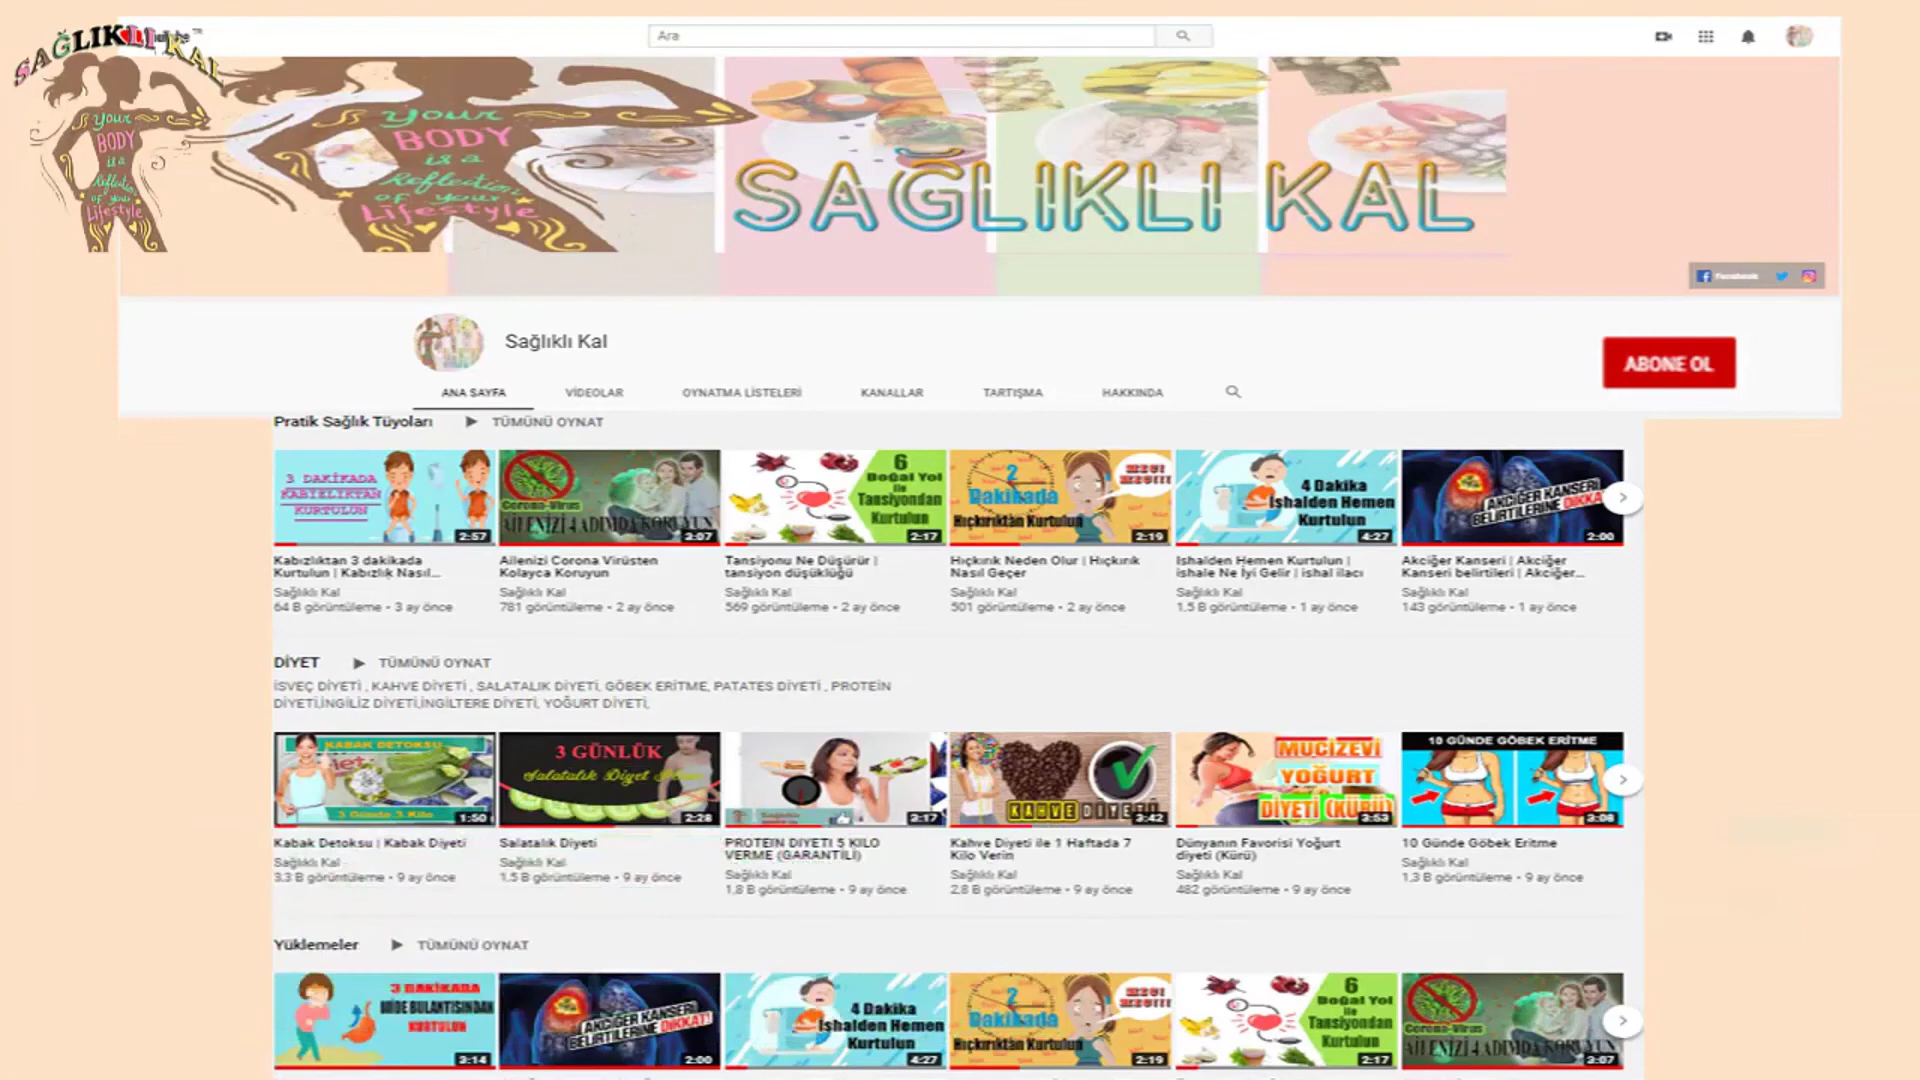 SAĞLIKLI KAL
Ara
Is your
BODY
is a
Reflection
of your
Lifestyle
Is your
BODY
is a
Reflection
of your
Lifestyle
SAĞLIKLI KAL
Facebook
Sağlıklı Kal
ABONE OL
ANA SAYFA VİDEOLAR OYNATMA LİSTELERİ KANALLAR TARTIŞMA HAKKINDA
Pratik Sağlık Tüyoları TÜMÜNÜ OYNAT
3 DAKİKADA
KABIZLIKTAN
KURTULUN
2:57
Corona-Virus
AİLENİZİ 4 ADIMDA KORUYUN
3:07
6
Doğal Yol
ile
Tansiyondan
Kurtulun
2:17
2
Dakikada
Hıçkırıktan Kurtulun
2:19
4 Dakika
İshalden Hemen
Kurtulun
4:27
AKCİĞER KANSERİ
BELİRTİLERİNE DİKKA
2:00
Kabızlıktan 3 dakikada
Kurtulun | Kabızlık Nasıl...
Sağlıklı Kal
64 B görüntüleme • 3 ay önce
Ailenizi Corona Virüsten
Kolayca Koruyun
Sağlıklı Kal
781 görüntüleme • 2 ay önce
Tansiyonu Ne Düşürür |
tansiyon düşüklüğü
Sağlıklı Kal
569 görüntüleme • 2 ay önce
Hıçkırık Neden Olur | Hıçkırık
Nasıl Geçer
Sağlıklı Kal
501 görüntüleme • 2 ay önce
İshalden Hemen Kurtulun |
ishale Ne İyi Gelir | ishal ilacı
Sağlıklı Kal
1,5 B görüntüleme • 1 ay önce
Akciğer Kanseri | Akciğer
Kanseri belirtileri | Akciğer...
Sağlıklı Kal
143 görüntüleme • 1 ay önce
DİYET TÜMÜNÜ OYNAT
İSVEÇ DİYETİ , KAHVE DİYETİ , SALATALIK DİYETİ, GÖBEK ERİTME, PATATES DİYETİ , PROTEİN
DİYETİ,İNGİLİZ DİYETİ,İNGİLTERE DİYETİ, YOĞURT DİYETİ,
KABAK DETOKSU
3 Günde 3 Kilo
1:50
3 GÜNLÜK
Salatalık Diyet
2:28
3:17
KAHVE DİYETİ
3:42
MUCİZEVİ
YOĞURT
DİYETİ (KÜRÜ)
3:53
10 GÜNDE GÖBEK ERİTME
3:08
Kabak Detoksu | Kabak Diyeti
Sağlıklı Kal
3,3 B görüntüleme • 9 ay önce
Salatalık Diyeti
Sağlıklı Kal
1,5 B görüntüleme • 9 ay önce
PROTEIN DIYETI 5 KILO
VERME (GARANTİLİ)
Sağlıklı Kal
1,8 B görüntüleme • 9 ay önce
Kahve Diyeti ile 1 Haftada 7
Kilo Verin
Sağlıklı Kal
2,8 B görüntüleme • 9 ay önce
Dünyanın Favorisi Yoğurt
diyeti (Kürü)
Sağlıklı Kal
482 görüntüleme • 9 ay önce
10 Günde Göbek Eritme
Sağlıklı Kal
1,3 B görüntüleme • 9 ay önce
Yüklemeler TÜMÜNÜ OYNAT
3 DAKİKADA
MİDE BULANTISINDAN
KURTULUN
3:14
AKCİĞER KANSERİ
BELİRTİLERİNE DİKKAT!
2:00
4 Dakika
İshalden Hemen
Kurtulun
4:27
2
Dakikada
Hıçkırıktan Kurtulun
2:19
6
Doğal Yol
ile
Tansiyondan
Kurtulun
2:17
Corona-Virus
AİLENİZİ 4 ADIMDA KORUYUN
3:07